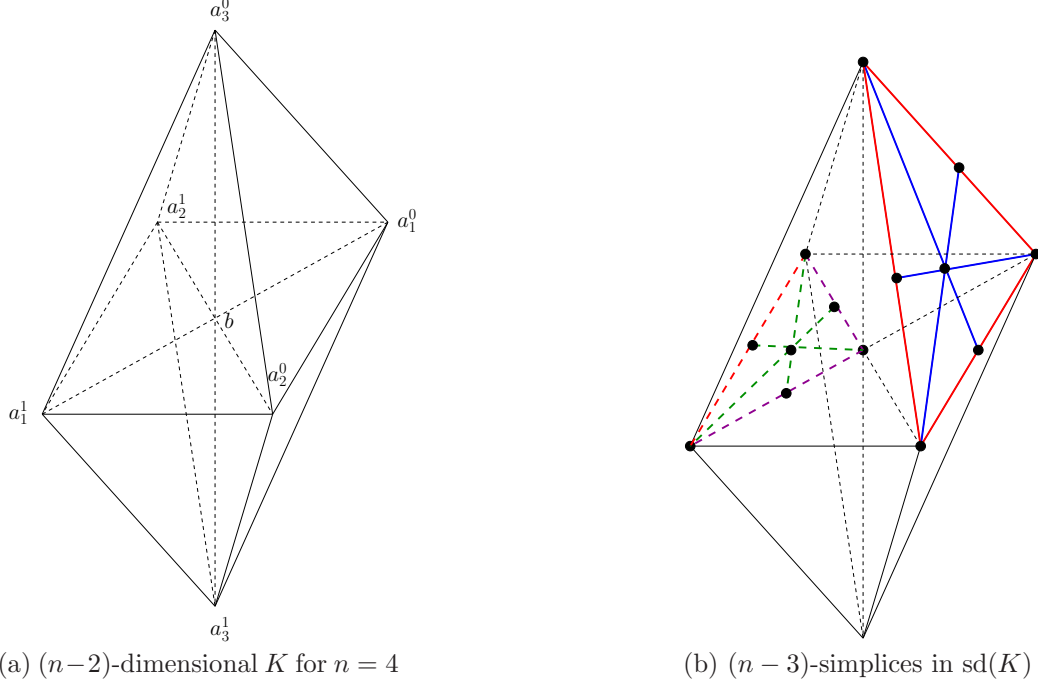 $a_3^0$
$a_2^1$
$a_1^0$
$b$
$a_2^0$
$a_1^1$
$a_3^1$
(a) $(n-2)$-dimensional $K$ for $n = 4$
(b) $(n-3)$-simplices in sd$(K)$